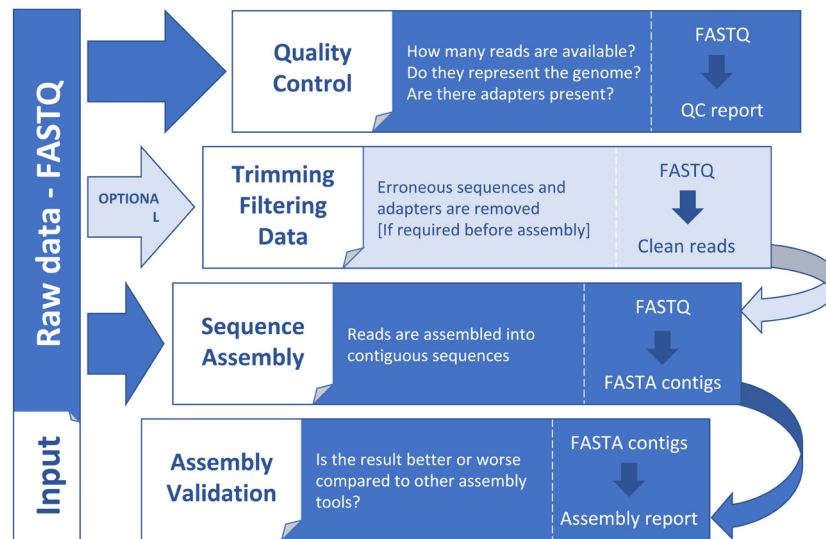 Raw data - FASTQ
Input
Quality
Control
How many reads are available?
Do they represent the genome?
Are there adapters present?
FASTQ
QC report
OPTIONA
L
Trimming
Filtering
Data
Erroneous sequences and
adapters are removed
[If required before assembly]
FASTQ
Clean reads
Sequence
Assembly
Reads are assembled into
contiguous sequences
FASTQ
FASTA contigs
Assembly
Validation
Is the result better or worse
compared to other assembly
tools?
FASTA contigs
Assembly report